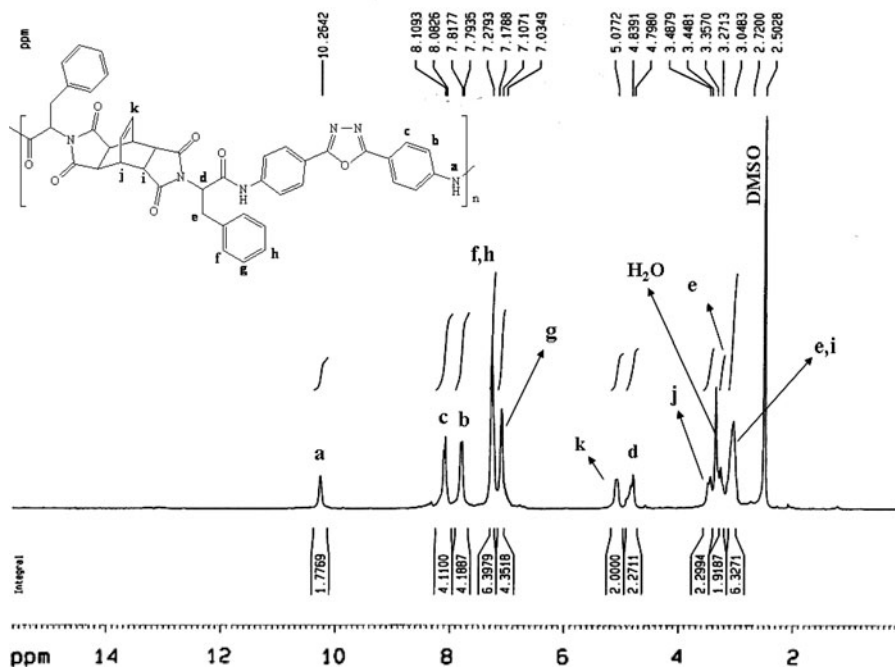 ppm
10.2642
8.1093
8.0826
7.8177
7.7935
7.2793
7.1788
7.1071
7.0349
5.0772
4.8391
4.7980
3.4879
3.4481
3.3570
3.2713
3.0483
2.7200
2.5028
k
O
O
O
O
N
N
j
i
O
O
d
O
N
H
e
f
g
h
N
N
O
c
b
a
NH
n
DMSO
f,h
H2O
e
g
e,i
j
c
b
k
d
a
Integral
1.7769
4.1100
4.1887
6.3979
4.3518
2.0000
2.2711
2.2994
1.9187
6.3271
ppm 14 12 10 8 6 4 2